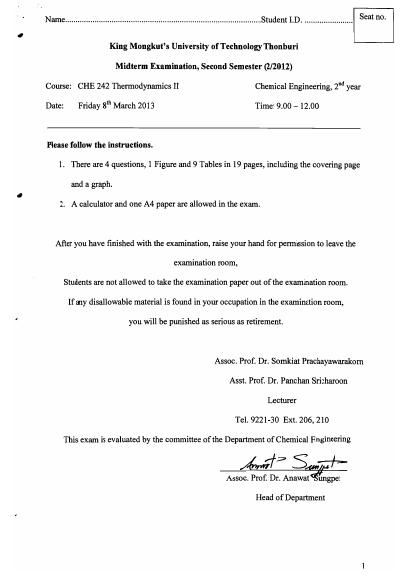 Name..............................................................................Student I.D. ......................
Seat no.
King Mongkut's University of Technology Thonburi
Midterm Examination, Second Semester (2/2012)
Course: CHE 242 Thermodynamics II
Chemical Engineering, 2nd year
Date: Friday 8th March 2013
Time: 9.00 – 12.00
Please follow the instructions.
1. There are 4 questions, 1 Figure and 9 Tables in 19 pages, including the covering page
and a graph.
2. A calculator and one A4 paper are allowed in the exam.
After you have finished with the examination, raise your hand for permission to leave the
examination room,
Students are not allowed to take the examination paper out of the examination room.
If any disallowable material is found in your occupation in the examination room,
you will be punished as serious as retirement.
Assoc. Prof. Dr. Somkiat Prachayawarakorn
Asst. Prof. Dr. Panchan Sricharoon
Lecturer
Tel. 9221-30 Ext. 206, 210
This exam is evaluated by the committee of the Department of Chemical Engineering
Anawat Sungpet
Assoc. Prof. Dr. Anawat Sungpet
Head of Department
1